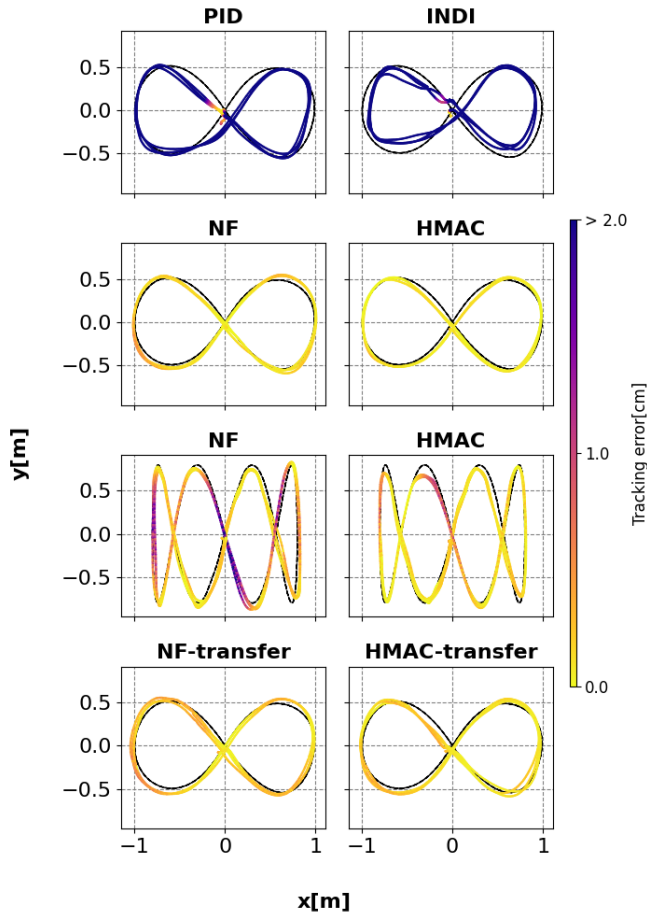 PID INDI
0.5
0.0
−0.5
> 2.0
NF HMAC
0.5
0.0
−0.5
Tracking error[cm]
y[m]
NF HMAC
1.0
0.5
0.0
−0.5
0.0
NF-transfer HMAC-transfer
0.5
0.0
−0.5
−1 0 1 −1 0 1
x[m]